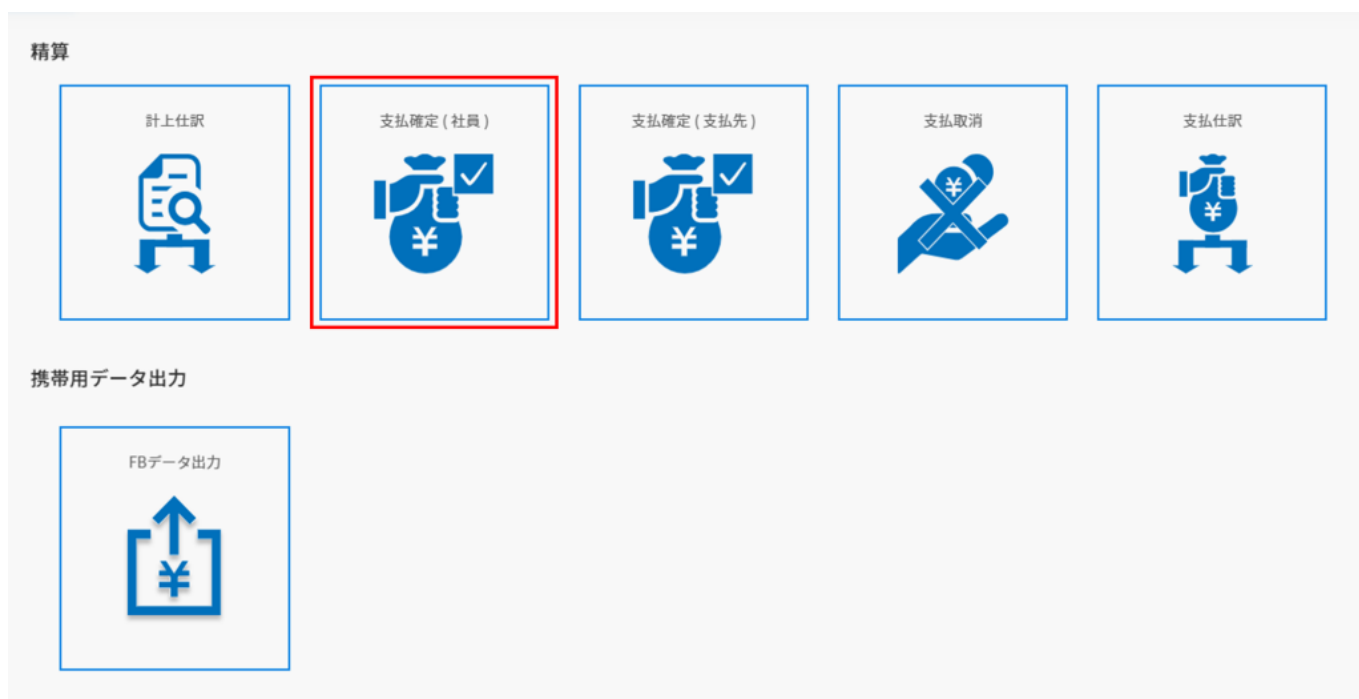 精算
計上仕訳
支払確定 ( 社員 )
支払確定 ( 支払先 )
支払取消
支払仕訳
¥
¥
¥
¥
携帯用データ出力
FBデータ出力
¥